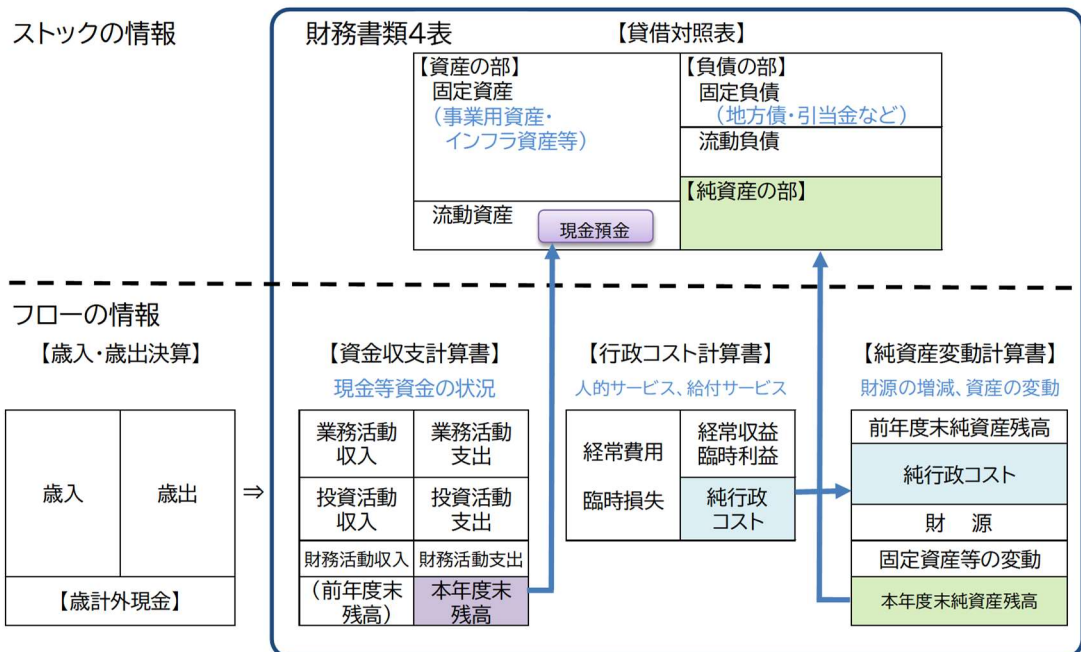 ストックの情報
財務書類4表
【貸借対照表】
【資産の部】
固定資産
(事業用資産・
インフラ資産等)
流動資産
現金預金
【負債の部】
固定負債
(地方債・引当金など)
流動負債
【純資産の部】
フローの情報
【歳入・歳出決算】
歳入
歳出
【歳計外現金】
⇒
【資金収支計算書】
現金等資金の状況
業務活動
収入
業務活動
支出
投資活動
収入
投資活動
支出
財務活動収入
財務活動支出
(前年度末
残高)
本年度末
残高
【行政コスト計算書】
人的サービス、給付サービス
経常費用
臨時損失
経常収益
臨時利益
純行政
コスト
【純資産変動計算書】
財源の増減、資産の変動
前年度末純資産残高
純行政コスト
財 源
固定資産等の変動
本年度末純資産残高